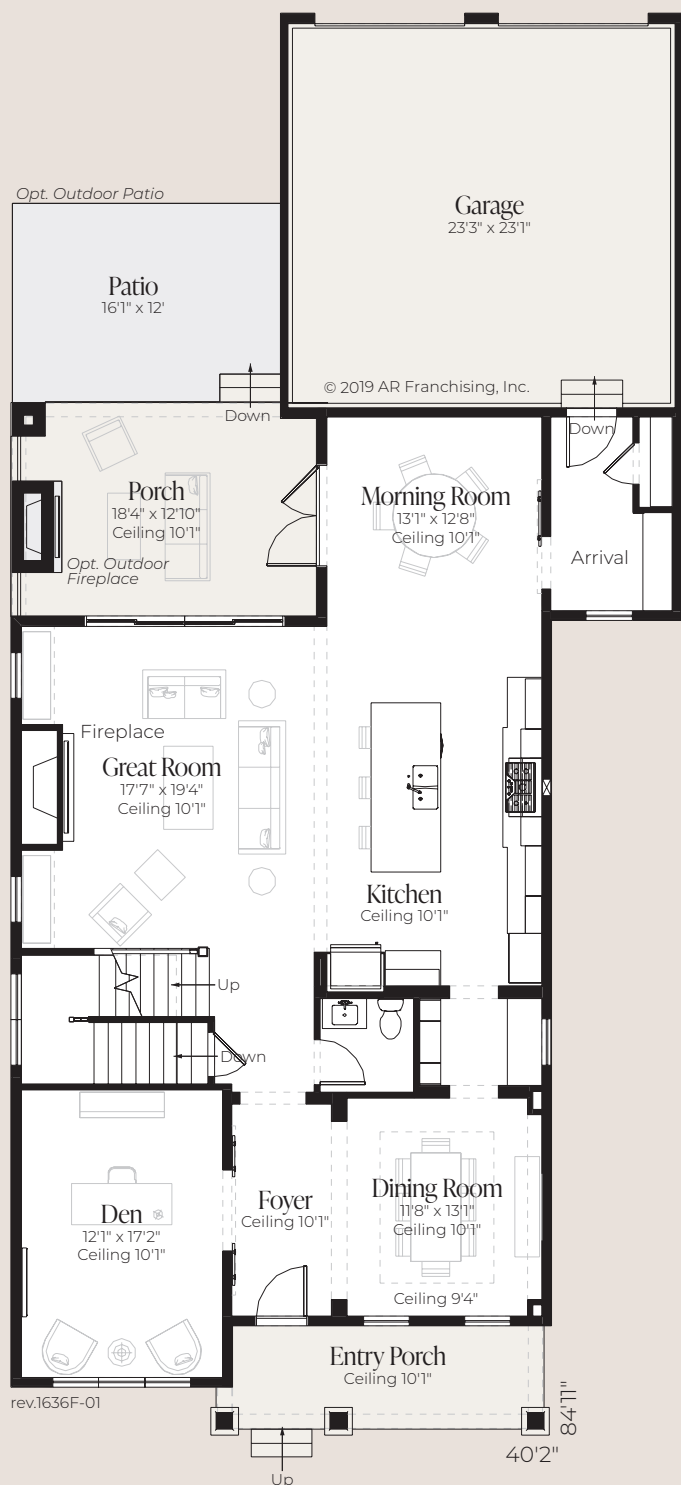 Opt. Outdoor Patio
Garage
23'3" x 23'1"
Patio
16'1" x 12'
© 2019 AR Franchising, Inc.
Down
Down
Porch
18'4" x 12'10"
Ceiling 10'1"
Opt. Outdoor
Fireplace
Morning Room
13'1" x 12'8"
Ceiling 10'1"
Arrival
Fireplace
Great Room
17'7" x 19'4"
Ceiling 10'1"
Kitchen
Ceiling 10'1"
Up
Down
Den
12'1" x 17'2"
Ceiling 10'1"
Foyer
Ceiling 10'1"
Dining Room
11'8" x 13'1"
Ceiling 10'1"
Ceiling 9'4"
Entry Porch
Ceiling 10'1"
rev.1636F-01
84'11"
40'2"
Up